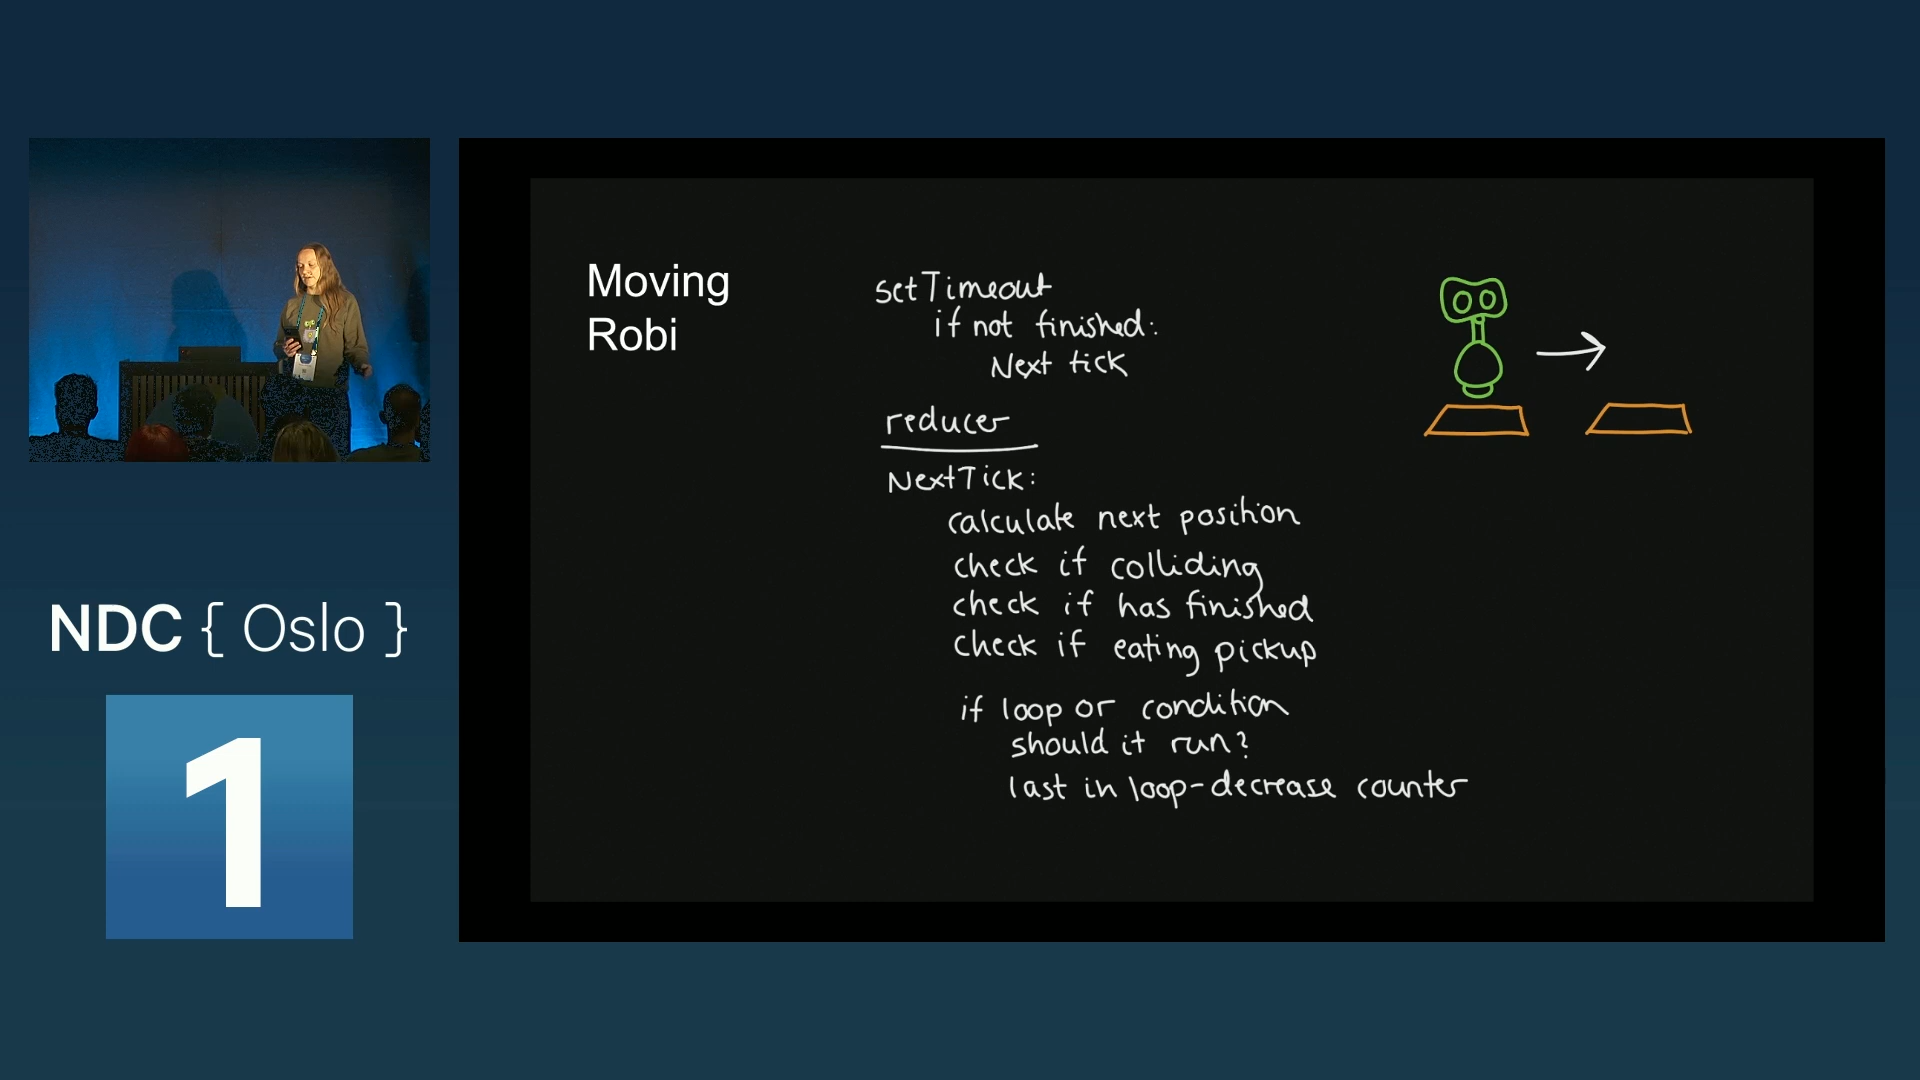 Moving
Robi
setTimeout
if not finished:
Next tick
reducer
NextTick:
calculate next position
check if colliding
check if has finished
check if eating pickup
if loop or condition
should it run?
last in loop-decrease counter
NDC { Oslo }
1